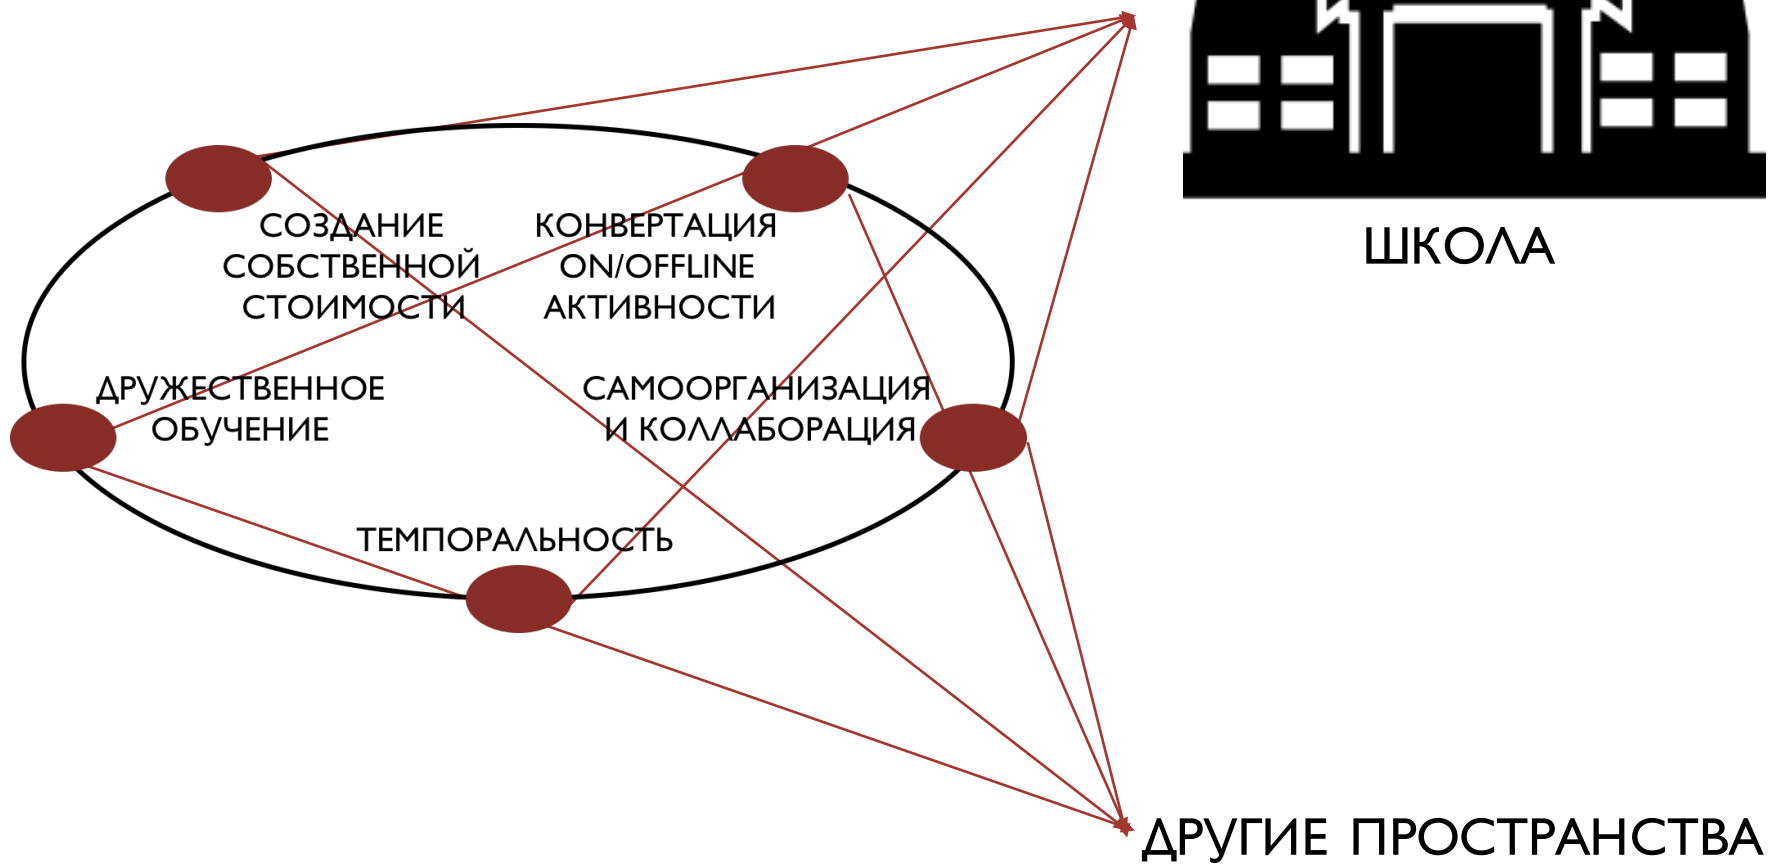 СОЗДАНИЕ
СОБСТВЕННОЙ
СТОИМОСТИ
КОНВЕРТАЦИЯ
ON/OFFLINE
АКТИВНОСТИ
ШКОЛА
ДРУЖЕСТВЕННОЕ
ОБУЧЕНИЕ
САМООРГАНИЗАЦИЯ
И КОЛЛАБОРАЦИЯ
ТЕМПОРАЛЬНОСТЬ
ДРУГИЕ ПРОСТРАНСТВА